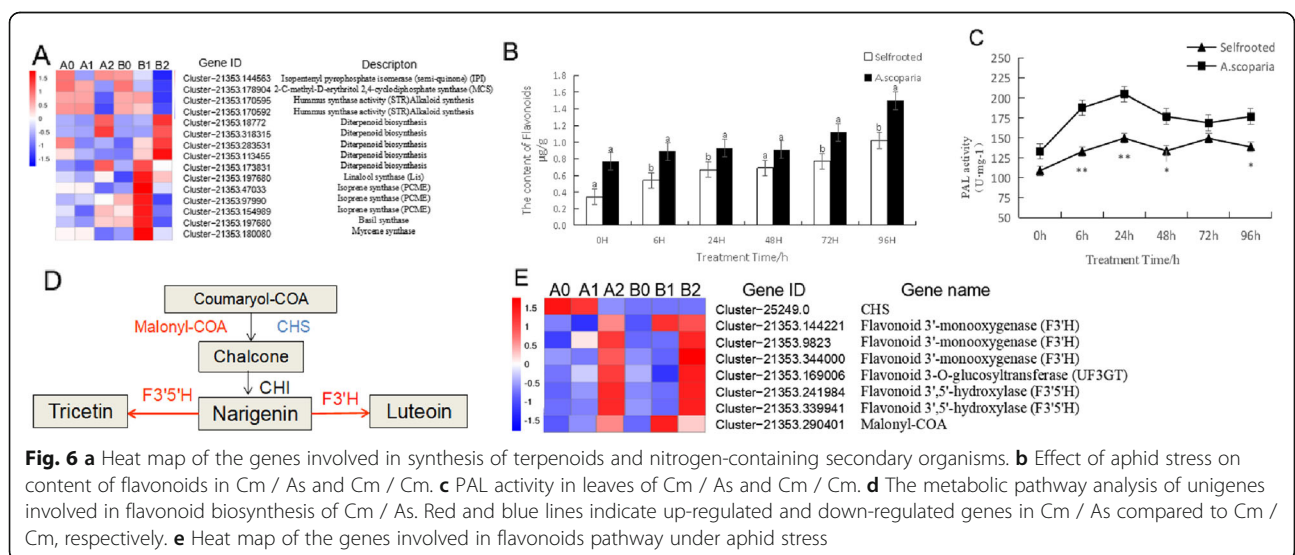 A
A0 A1 A2 B0 B1 B2
Gene ID
Descripton
1.5
1
0.5
0
-0.5
-1
-1.5
Cluster-21353.144563 Isopentenyl pyrophosphate isomerase (semi-quinone) (IPI)
Cluster-21353.178904 2-C-methyl-D-erythritol 2,4-cyclodiphosphate synthase (MCS)
Cluster-21353.170595 Hummus synthase activity (STR)Alkaloid synthesis
Cluster-21353.170592 Hummus synthase activity (STR)Alkaloid synthesis
Cluster-21353.18772 Diterpenoid biosynthesis
Cluster-21353.318315 Diterpenoid biosynthesis
Cluster-21353.283531 Diterpenoid biosynthesis
Cluster-21353.113455 Diterpenoid biosynthesis
Cluster-21353.173831 Diterpenoid biosynthesis
Cluster-21353.197680 Linalool synthase (Lis)
Cluster-21353.47033 Isoprene synthase (PCME)
Cluster-21353.97990 Isoprene synthase (PCME)
Cluster-21353.154989 Isoprene synthase (PCME)
Cluster-21353.197680 Basil synthase
Cluster-21353.180080 Myrcene synthase
B
Selfrooted A.scoparia
The content of Flavonoids
μg/g
1.8
1.6
1.4
1.2
1.0
0.8
0.6
0.4
0.2
0.0
a a b a b a a a b a b a
0H 6H 24H 48H 72H 96H
Treatment Time/h
C
Selfrooted
A.scoparia
PAL activity
(U·mg-1)
250
225
200
175
150
125
100
75
50
** ** * *
0h 6h 24h 48h 72h 96h
Treatment Time/h
D
Coumaryol-COA
Malonyl-COA CHS
Chalcone
CHI
F3'5'H F3'H
Tricetin Narigenin Luteoin
E
A0 A1 A2 B0 B1 B2
Gene ID
Gene name
1.5
1
0.5
0
-0.5
-1
-1.5
Cluster-25249.0 CHS
Cluster-21353.144221 Flavonoid 3'-monooxygenase (F3'H)
Cluster-21353.9823 Flavonoid 3'-monooxygenase (F3'H)
Cluster-21353.344000 Flavonoid 3'-monooxygenase (F3'H)
Cluster-21353.169006 Flavonoid 3-O-glucosyltransferase (UF3GT)
Cluster-21353.241984 Flavonoid 3',5'-hydroxylase (F3'5'H)
Cluster-21353.339941 Flavonoid 3',5'-hydroxylase (F3'5'H)
Cluster-21353.290401 Malonyl-COA
Fig. 6 a Heat map of the genes involved in synthesis of terpenoids and nitrogen-containing secondary organisms. b Effect of aphid stress on
content of flavonoids in Cm / As and Cm / Cm. c PAL activity in leaves of Cm / As and Cm / Cm. d The metabolic pathway analysis of unigenes
involved in flavonoid biosynthesis of Cm / As. Red and blue lines indicate up-regulated and down-regulated genes in Cm / As compared to Cm /
Cm, respectively. e Heat map of the genes involved in flavonoids pathway under aphid stress